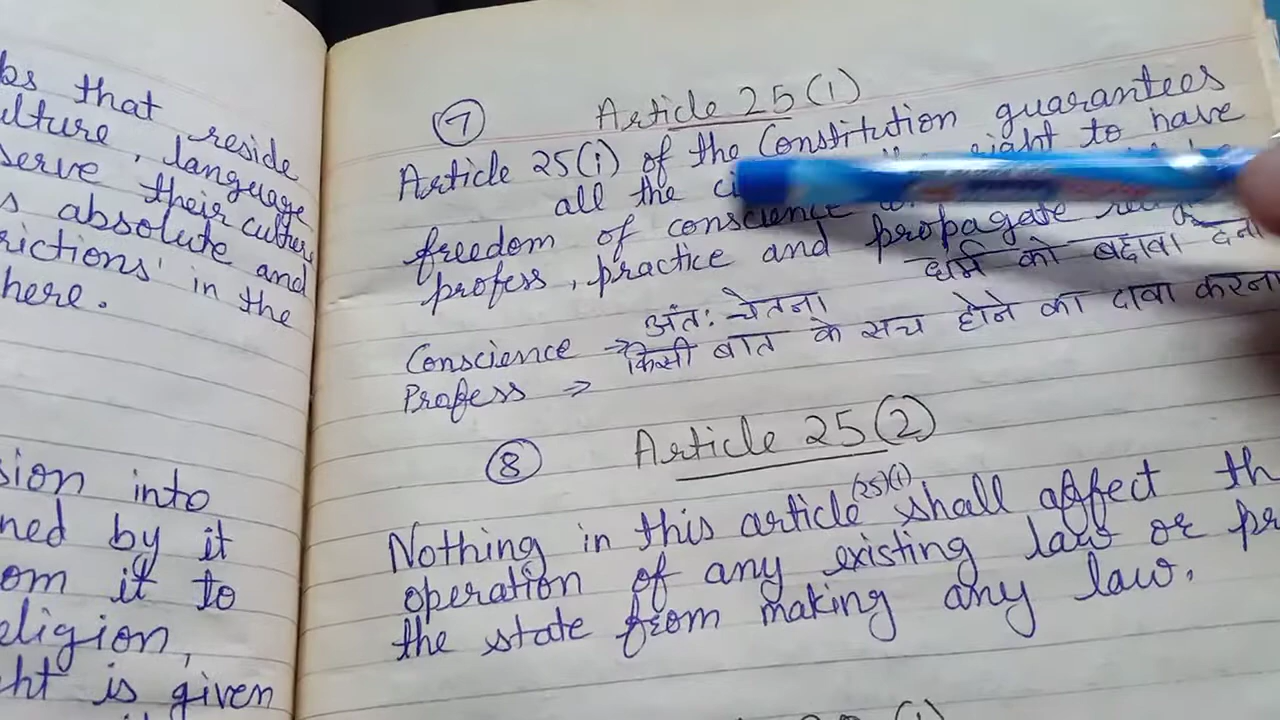 bs that
reside
ulture, language
serve their culture
s absolute and
rictions' in the
here.
sion into
ned by it
om it to
eligion,
ht is given
7 Article 25(1)
Article 25(i) of the Constitution guarantees
all the right to have
freedom of conscience
profess, practice and propagate
धर्म को बढ़ावा देना
Conscience → अंत: चेतना
Profess ⇒ किसी बात के सच होने का दावा करना
8 Article 25(2)
Nothing in this article (25)(1) shall affect th
operation of any existing law or pr
the state from making any law.
(1)